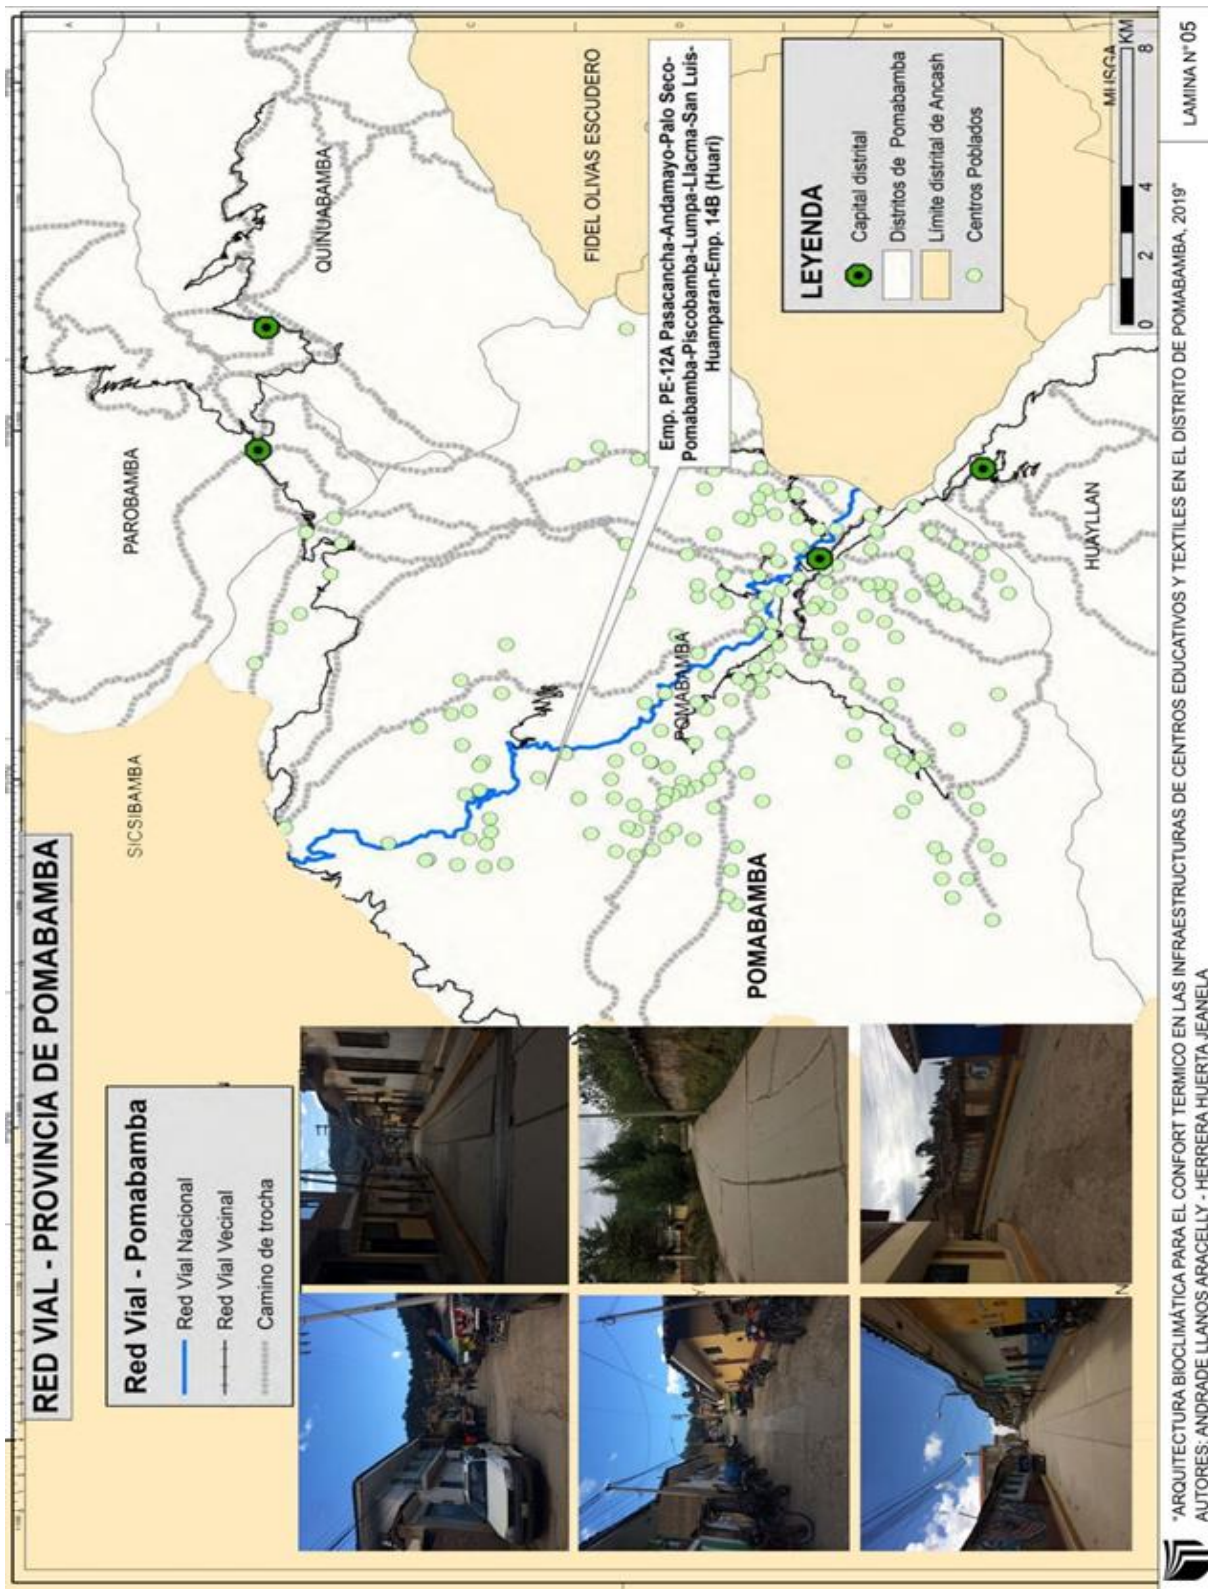 RED VIAL - PROVINCIA DE POMABAMBA
Red Vial - Pomabamba
Red Vial Nacional
Red Vial Vecinal
Camino de trocha
SICSIBAMBA
PAROBAMBA
QUINUABAMBA
FIDEL OLIVAS ESCUDERO
Emp. PE-12A Pasacancha-Andamayo-Palo Seco-
Pomabamba-Piscobamba-Lumpa-Llacma-San Luis-
Huamparan-Emp. 14B (Huari)
POMABAMBA
POMABAMBA
HUAYLLAN
LEYENDA
Capital distrital
Distritos de Pomabamba
Límite distrital de Ancash
Centros Poblados
MUSGA
KM
0 2 4 8
A
B
C
D
E
"ARQUITECTURA BIOCLIMÁTICA PARA EL CONFORT TERMICO EN LAS INFRAESTRUCTURAS DE CENTROS EDUCATIVOS Y TEXTILES EN EL DISTRITO DE POMABAMBA, 2019"
AUTORES: ANDRADE LLANOS ARACELLY - HERRERA HUERTA JEANELA
LAMINA N° 05